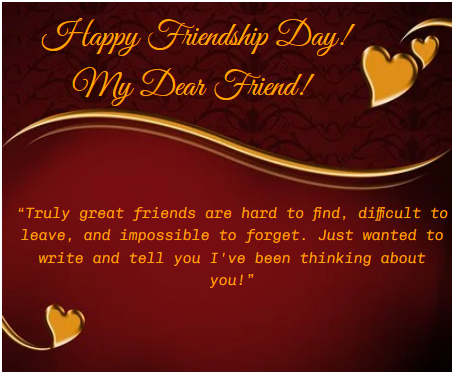 Happy Friendship Day!
My Dear Friend!
“Truly great friends are hard to find, difficult to
leave, and impossible to forget. Just wanted to
write and tell you I've been thinking about
you!”